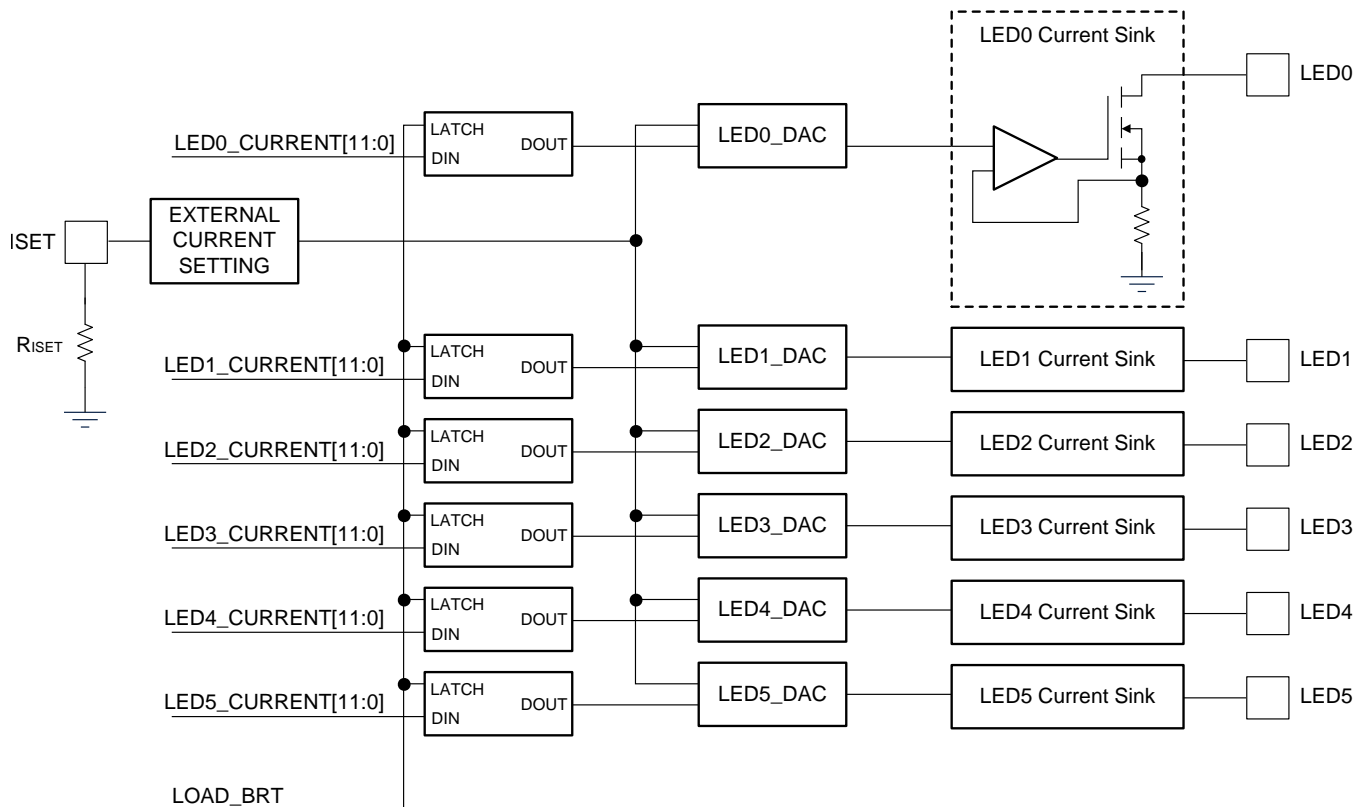 LED0 Current Sink
LED0
LATCH
LED0_CURRENT[11:0]
DIN
DOUT
LED0_DAC
ISET
EXTERNAL
CURRENT
SETTING
RISET
LATCH
LED1_CURRENT[11:0]
DIN
DOUT
LED1_DAC
LED1 Current Sink
LED1
LATCH
LED2_CURRENT[11:0]
DIN
DOUT
LED2_DAC
LED2 Current Sink
LED2
LATCH
LED3_CURRENT[11:0]
DIN
DOUT
LED3_DAC
LED3 Current Sink
LED3
LATCH
LED4_CURRENT[11:0]
DIN
DOUT
LED4_DAC
LED4 Current Sink
LED4
LATCH
LED5_CURRENT[11:0]
DIN
DOUT
LED5_DAC
LED5 Current Sink
LED5
LOAD_BRT